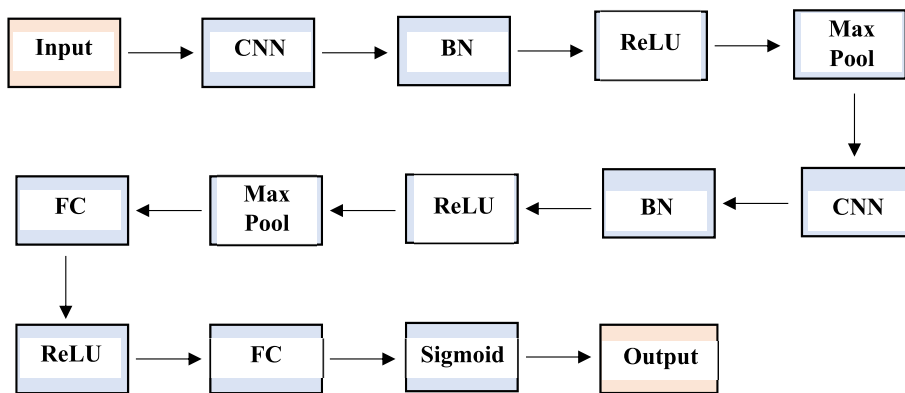 Input
CNN
BN
ReLU
Max
Pool
CNN
BN
ReLU
Max
Pool
FC
ReLU
FC
Sigmoid
Output